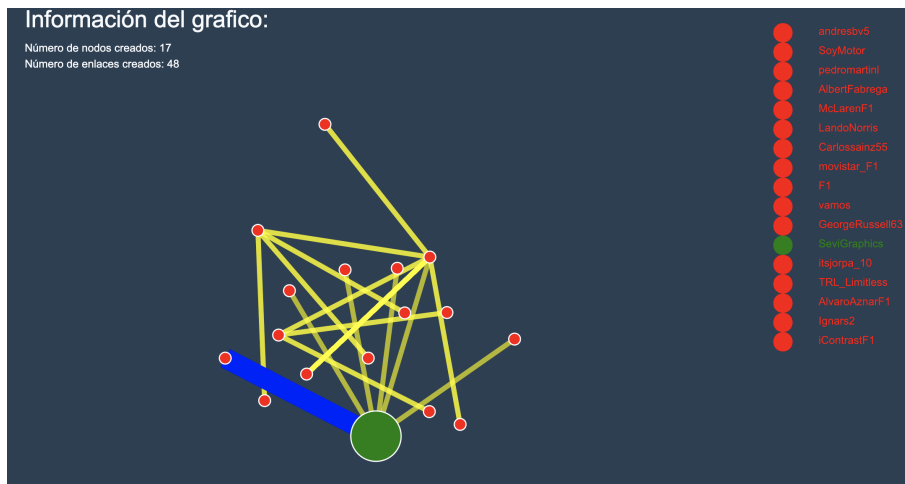 Información del grafico:
Número de nodos creados: 17
Número de enlaces creados: 48
andresbv5
SoyMotor
pedromartinl
AlbertFabrega
McLarenF1
LandoNorris
Carlossainz55
movistar_F1
F1
vamos
GeorgeRussell63
SeviGraphics
itsjorpa_10
TRL_Limitless
AlvaroAznarF1
Ignars2
iContrastF1